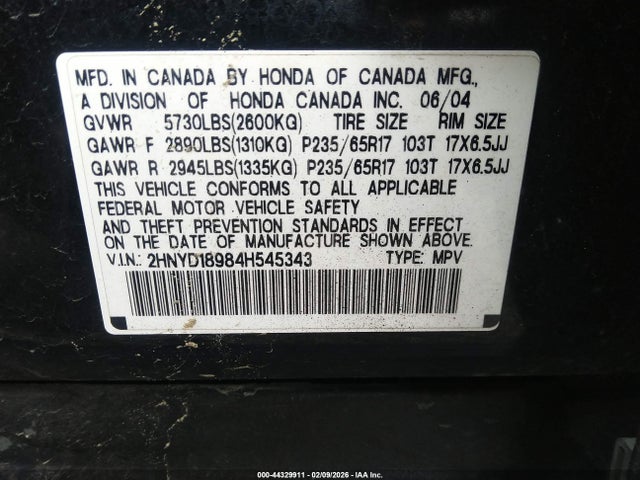 MFD. IN CANADA BY HONDA OF CANADA MFG.,
A DIVISION OF HONDA CANADA INC. 06/04
GVWR 5730LBS(2600KG) TIRE SIZE RIM SIZE
GAWR F 2890LBS(1310KG) P235/65R17 103T 17X6.5JJ
GAWR R 2945LBS(1335KG) P235/65R17 103T 17X6.5JJ
THIS VEHICLE CONFORMS TO ALL APPLICABLE
FEDERAL MOTOR VEHICLE SAFETY
AND THEFT PREVENTION STANDARDS IN EFFECT
ON THE DATE OF MANUFACTURE SHOWN ABOVE.
V.I.N.: 2HNYD18984H545343 TYPE: MPV
000-44329911 - 02/09/2026 - IAA Inc.